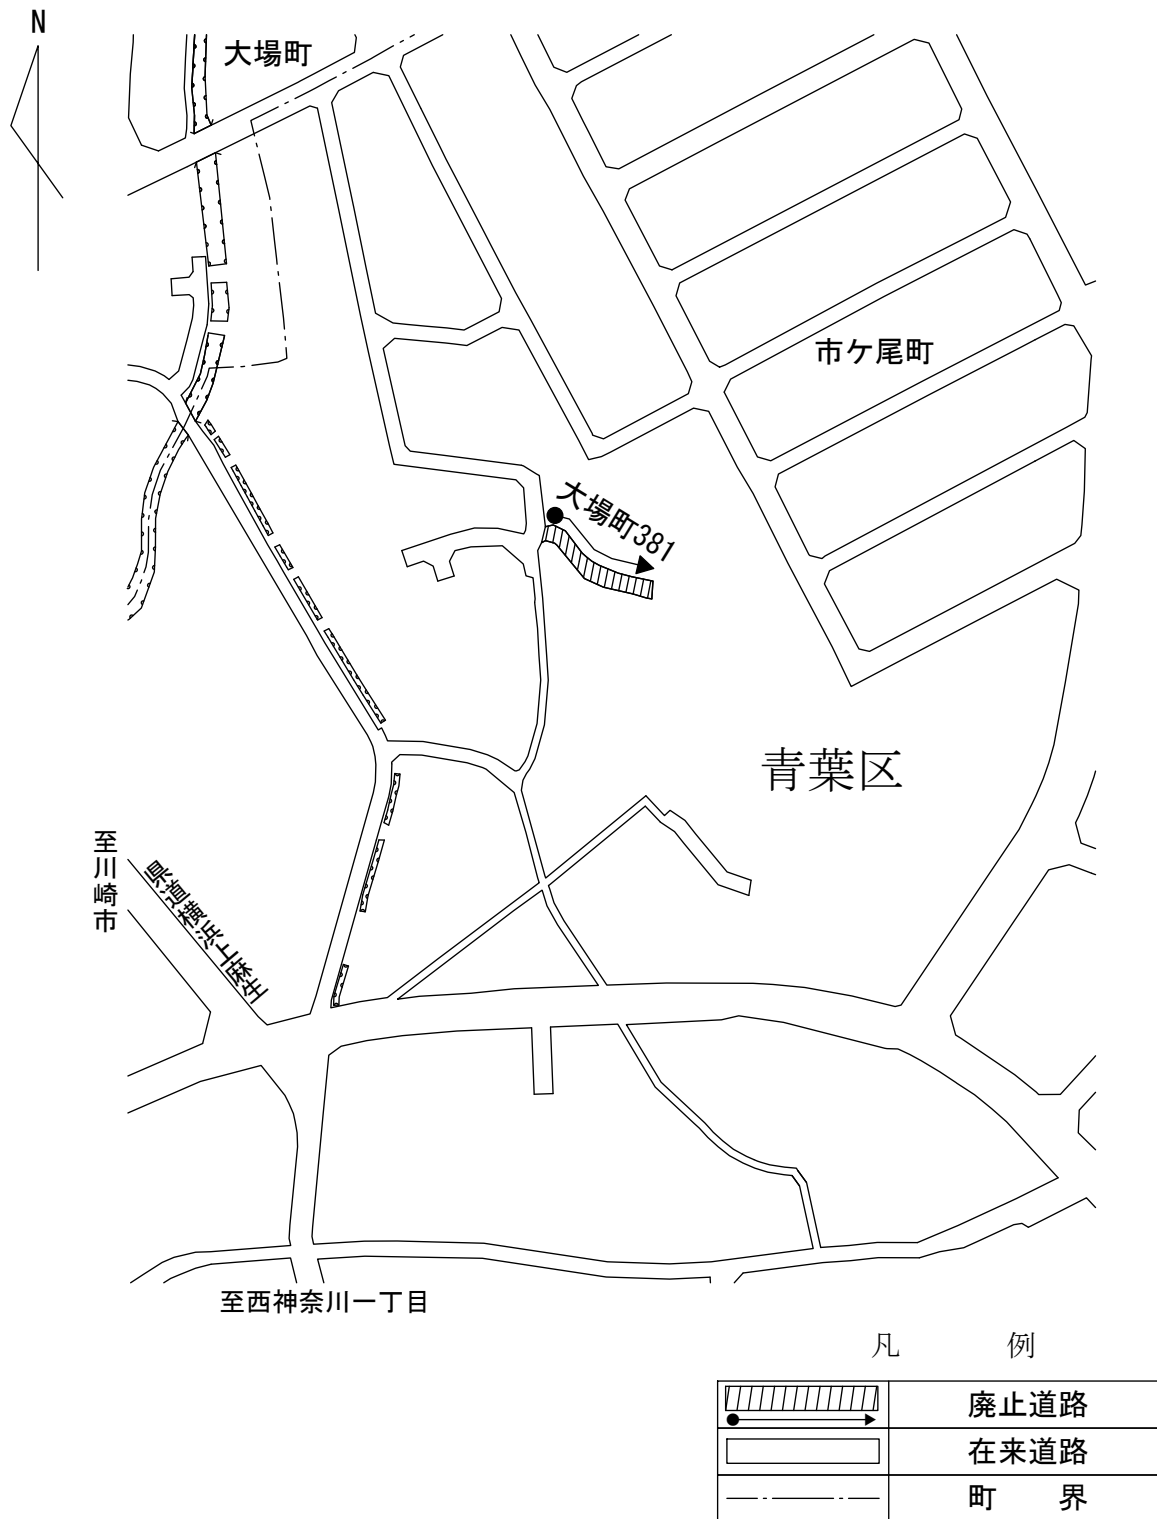 N
大場町
市ケ尾町
大場町381
青葉区
至川崎市
県道横浜上麻生
至西神奈川一丁目
凡 例
廃止道路
在来道路
町 界